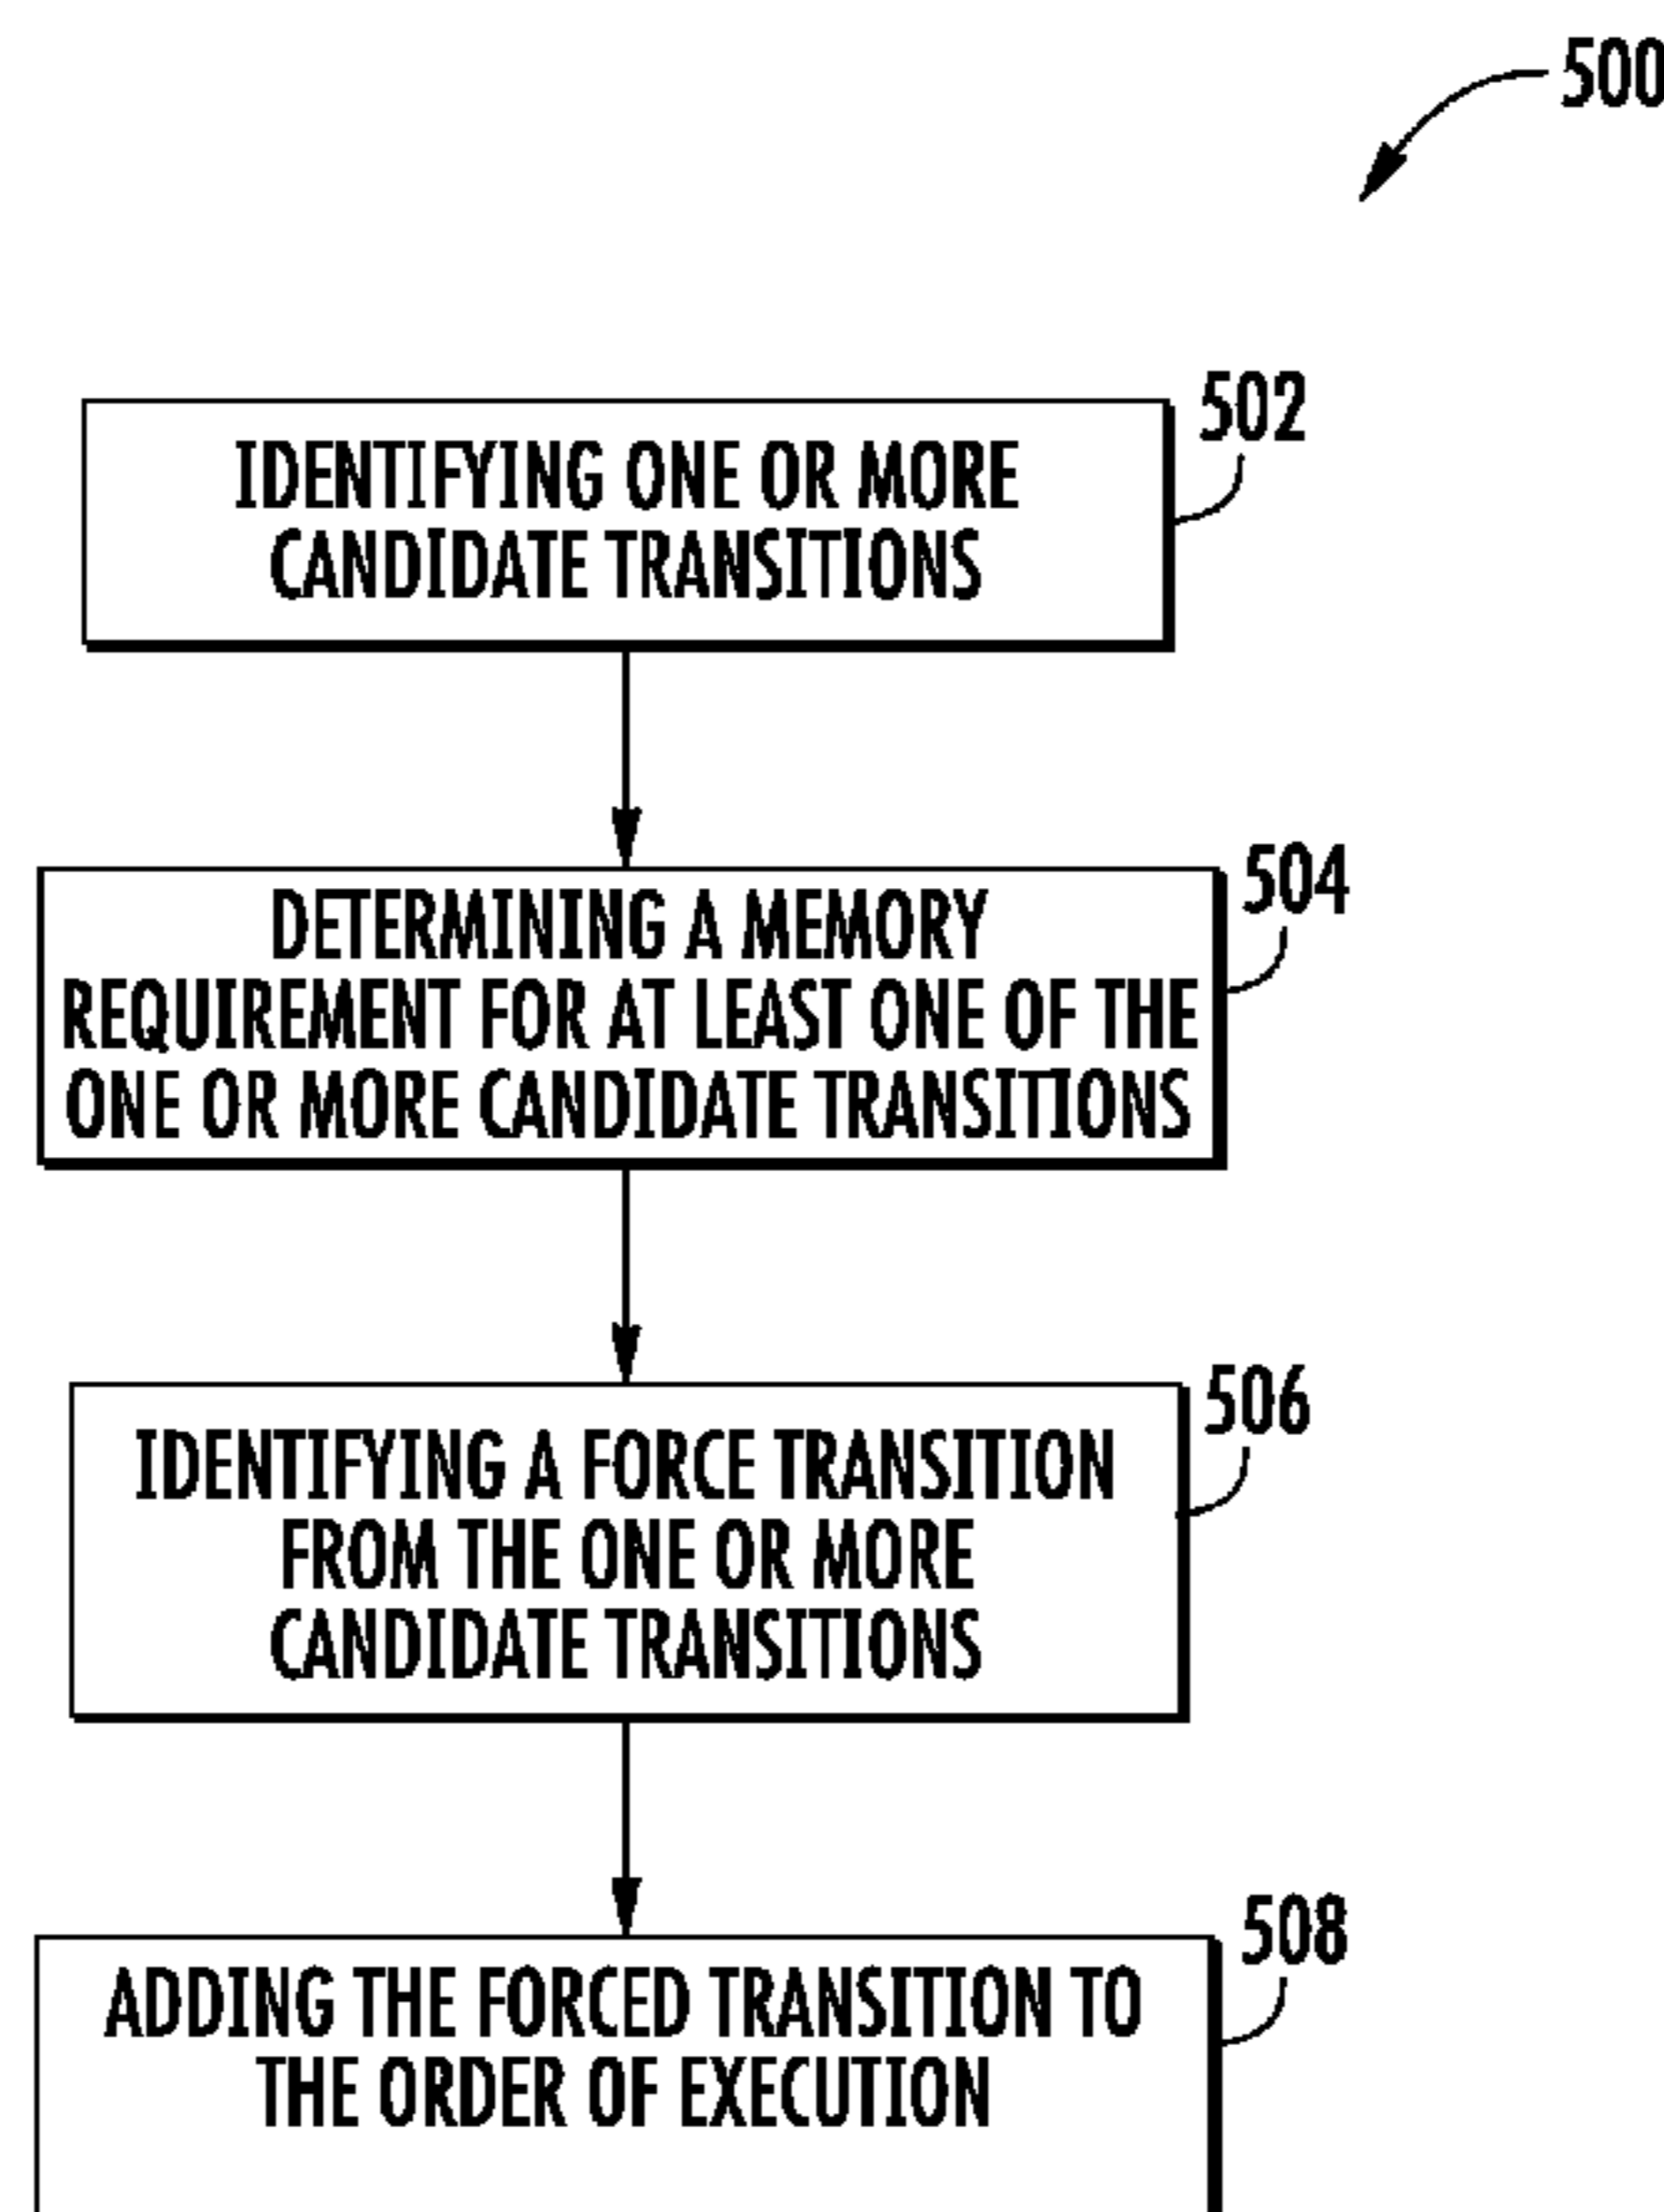 500
502
IDENTIFYING ONE OR MORE
CANDIDATE TRANSITIONS
504
DETERMINING A MEMORY
REQUIREMENT FOR AT LEAST ONE OF THE
ONE OR MORE CANDIDATE TRANSITIONS
506
IDENTIFYING A FORCE TRANSITION
FROM THE ONE OR MORE
CANDIDATE TRANSITIONS
508
ADDING THE FORCED TRANSITION TO
THE ORDER OF EXECUTION